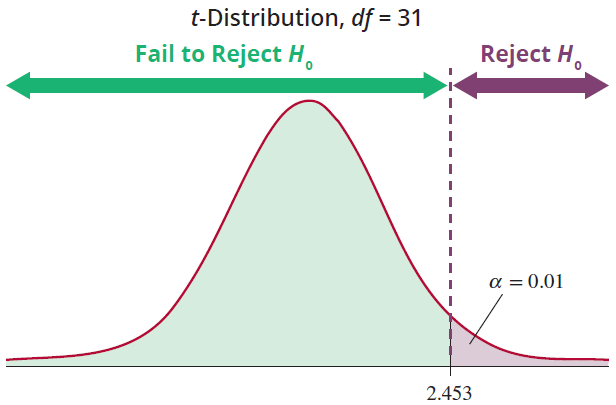 t-Distribution, df = 31
Fail to Reject H₀
Reject H₀
α = 0.01
2.453